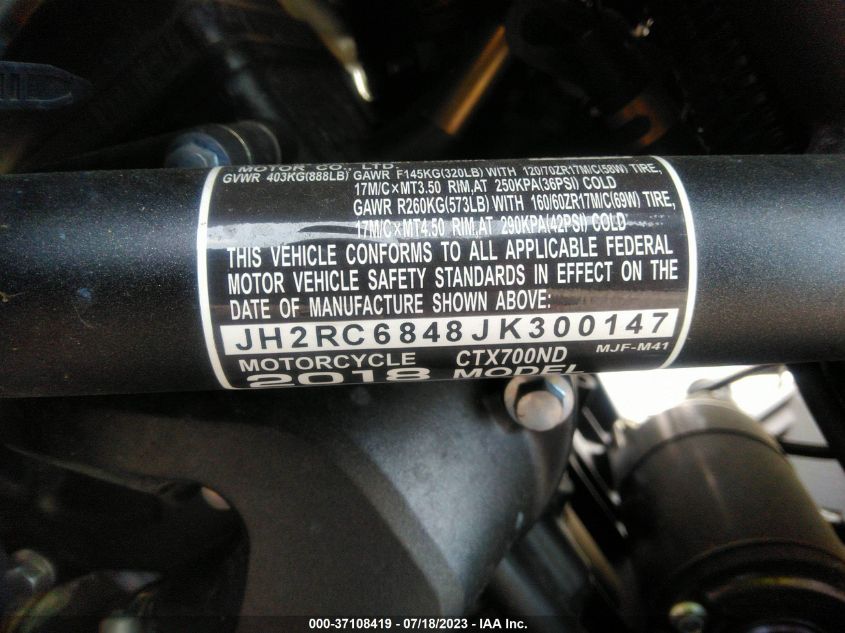 MOTOR CO., LTD.
GVWR 403KG(888LB) GAWR F145KG(320LB) WITH 120/70ZR17M/C(58W) TIRE,
17M/C×MT3.50 RIM,AT 250KPA(36PSI) COLD
GAWR R260KG(573LB) WITH 160/60ZR17M/C(69W) TIRE,
17M/C×MT4.50 RIM,AT 290KPA(42PSI) COLD
THIS VEHICLE CONFORMS TO ALL APPLICABLE FEDERAL
MOTOR VEHICLE SAFETY STANDARDS IN EFFECT ON THE
DATE OF MANUFACTURE SHOWN ABOVE:
JH2RC6848JK300147
MOTORCYCLE CTX700ND MJF-M41
2018 MODEL
000-37108419 - 07/18/2023 - IAA Inc.